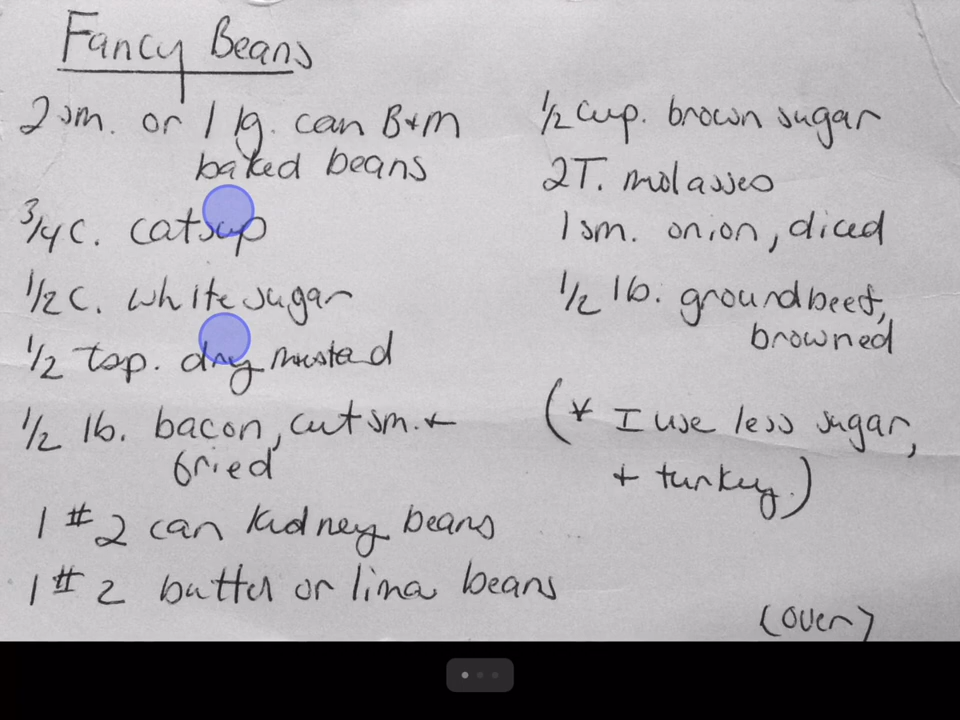 Fancy Beans
2 sm. or 1 lg. can B+M
baked beans
3/4 c. catsup
1/2 c. white sugar
1/2 tsp. dry mustad
1/2 lb. bacon, cut sm. +
fried
1 #2 can kidney beans
1 #2 butter or lima beans
1/2 cup. brown sugar
2T. molasses
1 sm. onion, diced
1/2 lb. ground beef,
browned
(* I use less sugar,
+ turkey.)
(over)